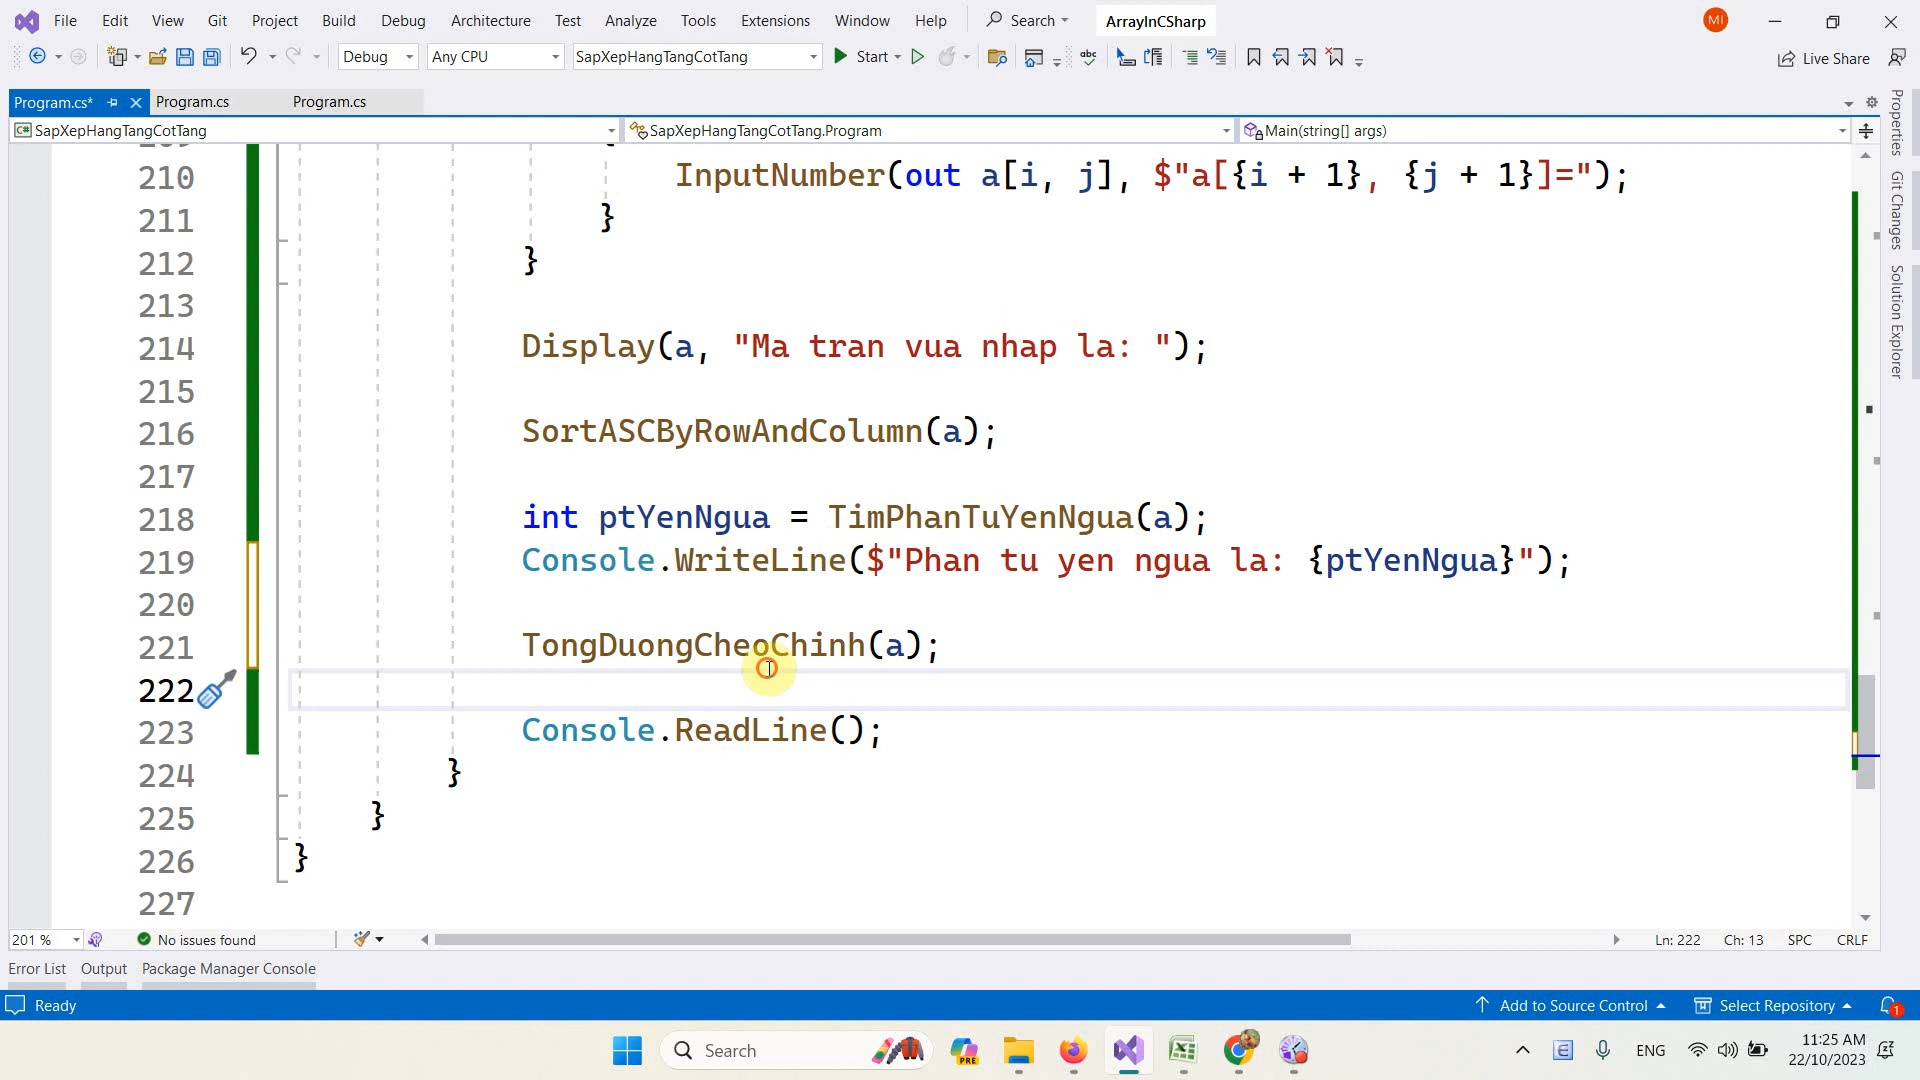 File Edit View Git Project Build Debug Architecture Test Analyze Tools Extensions Window Help Search ArrayInCSharp MI
Debug Any CPU SapXepHangTangCotTang Start abc Live Share
Program.cs* Program.cs Program.cs
C# SapXepHangTangCotTang SapXepHangTangCotTang.Program Main(string[] args)
210 InputNumber(out a[i, j], $"a[{i + 1}, {j + 1}]=");
211 }
212 }
213
214 Display(a, "Ma tran vua nhap la: ");
215
216 SortASCByRowAndColumn(a);
217
218 int ptYenNgua = TimPhanTuYenNgua(a);
219 Console.WriteLine($"Phan tu yen ngua la: {ptYenNgua}");
220
221 TongDuongCheoChinh(a);
222
223 Console.ReadLine();
224 }
225 }
226 }
227
Properties
Git Changes
Solution Explorer
201 % No issues found Ln: 222 Ch: 13 SPC CRLF
Error List Output Package Manager Console
Ready Add to Source Control Select Repository 1
Search PRE ENG 11:25 AM
22/10/2023